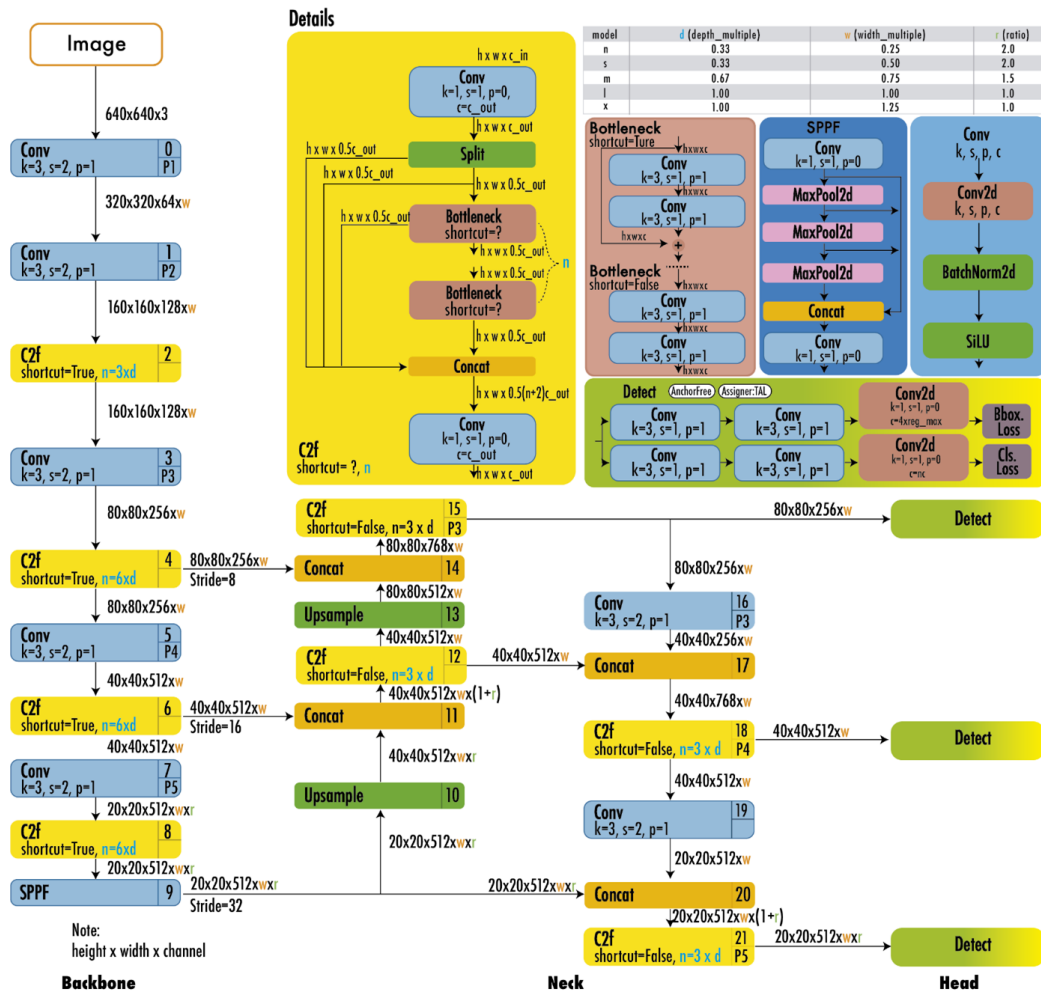 Image
640x640x3
Conv
k=3, s=2, p=1
0
P1
320x320x64xw
Conv
k=3, s=2, p=1
1
P2
160x160x128xw
C2f
shortcut=True, n=3xd
2
160x160x128xw
Conv
k=3, s=2, p=1
3
P3
80x80x256xw
C2f
shortcut=True, n=6xd
4
80x80x256xw
Stride=8
80x80x256xw
Conv
k=3, s=2, p=1
5
P4
40x40x512xw
C2f
shortcut=True, n=6xd
6
40x40x512xw
Stride=16
40x40x512xw
Conv
k=3, s=2, p=1
7
P5
20x20x512xwxr
C2f
shortcut=True, n=6xd
8
20x20x512xwxr
SPPF
9
20x20x512xwxr
Stride=32
Note:
height x width x channel
Backbone
Details
h x w x c_in
Conv
k=1, s=1, p=0,
c=c_out
h x w x c_out
Split
h x w x 0.5c_out
h x w x 0.5c_out
h x w x 0.5c_out
h x w x 0.5c_out
Bottleneck
shortcut=?
h x w x 0.5c_out
n
h x w x 0.5c_out
Bottleneck
shortcut=?
h x w x 0.5c_out
Concat
h x w x 0.5(n+2)c_out
Conv
k=1, s=1, p=0,
c=c_out
h x w x c_out
C2f
shortcut= ?, n
model d (depth_multiple) w (width_multiple) r (ratio)
n 0.33 0.25 2.0
s 0.33 0.50 2.0
m 0.67 0.75 1.5
l 1.00 1.00 1.0
x 1.00 1.25 1.0
Bottleneck
shortcut=Ture
hxwxc
Conv
k=3, s=1, p=1
hxwxc
Conv
k=3, s=1, p=1
hxwxc
+
Bottleneck
shortcut=False
hxwxc
Conv
k=3, s=1, p=1
hxwxc
Conv
k=3, s=1, p=1
hxwxc
SPPF
Conv
k=1, s=1, p=0
MaxPool2d
MaxPool2d
MaxPool2d
Concat
Conv
k=1, s=1, p=0
Conv
k, s, p, c
Conv2d
k, s, p, c
BatchNorm2d
SiLU
Detect
AnchorFree
Assigner:TAL
Conv
k=3, s=1, p=1
Conv
k=3, s=1, p=1
Conv2d
k=1, s=1, p=0
c=4xreg_max
Bbox.
Loss
Conv
k=3, s=1, p=1
Conv
k=3, s=1, p=1
Conv2d
k=1, s=1, p=0
c=nc
Cls.
Loss
C2f
shortcut=False, n=3 x d
15
P3
80x80x256xw
Detect
80x80x768xw
Concat
14
80x80x512xw
Upsample
13
40x40x512xw
C2f
shortcut=False, n=3 x d
12
40x40x512xw
40x40x512xwx(1+r)
Concat
11
40x40x512xwxr
Upsample
10
20x20x512xwxr
80x80x256xw
Conv
k=3, s=2, p=1
16
P3
40x40x256xw
Concat
17
40x40x768xw
C2f
shortcut=False, n=3 x d
18
P4
40x40x512xw
Detect
40x40x512xw
Conv
k=3, s=2, p=1
19
20x20x512xw
20x20x512xwxr
Concat
20
20x20x512xwx(1+r)
C2f
shortcut=False, n=3 x d
21
P5
20x20x512xwxr
Detect
Neck
Head